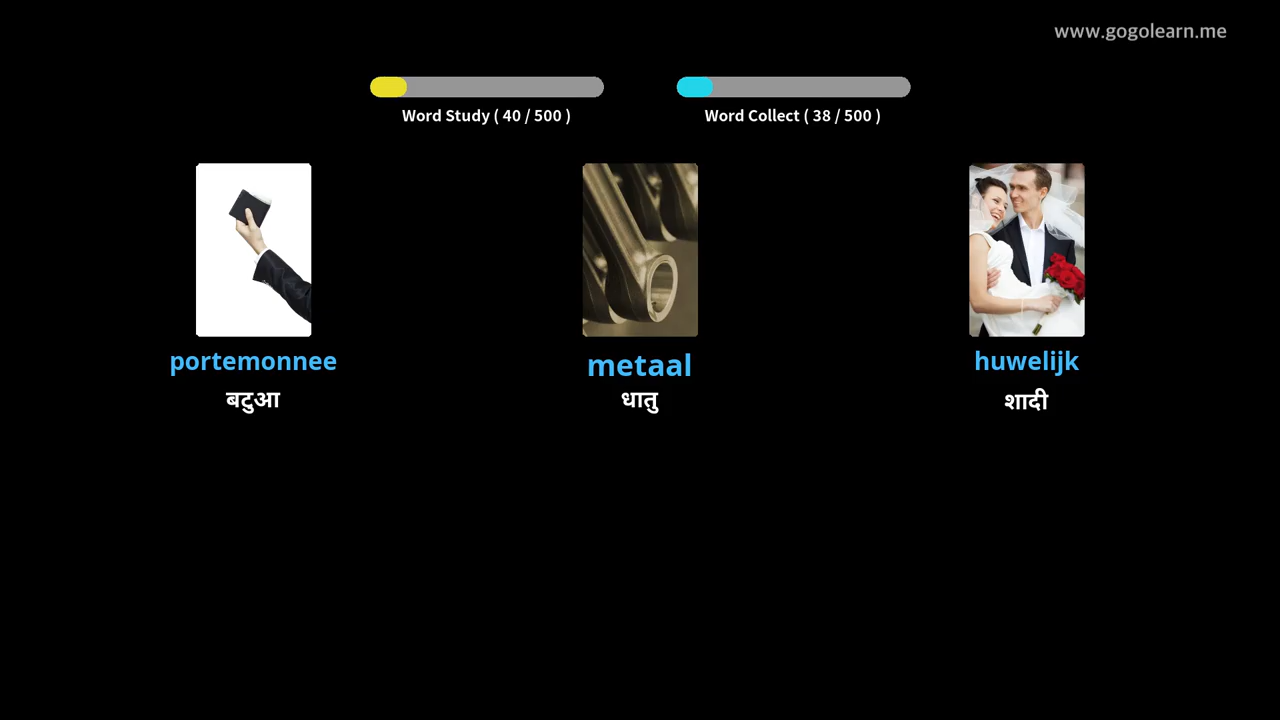 www.gogolearn.me
Word Study ( 40 / 500 )
Word Collect ( 38 / 500 )
portemonnee
बटुआ
metaal
धातु
huwelijk
शादी